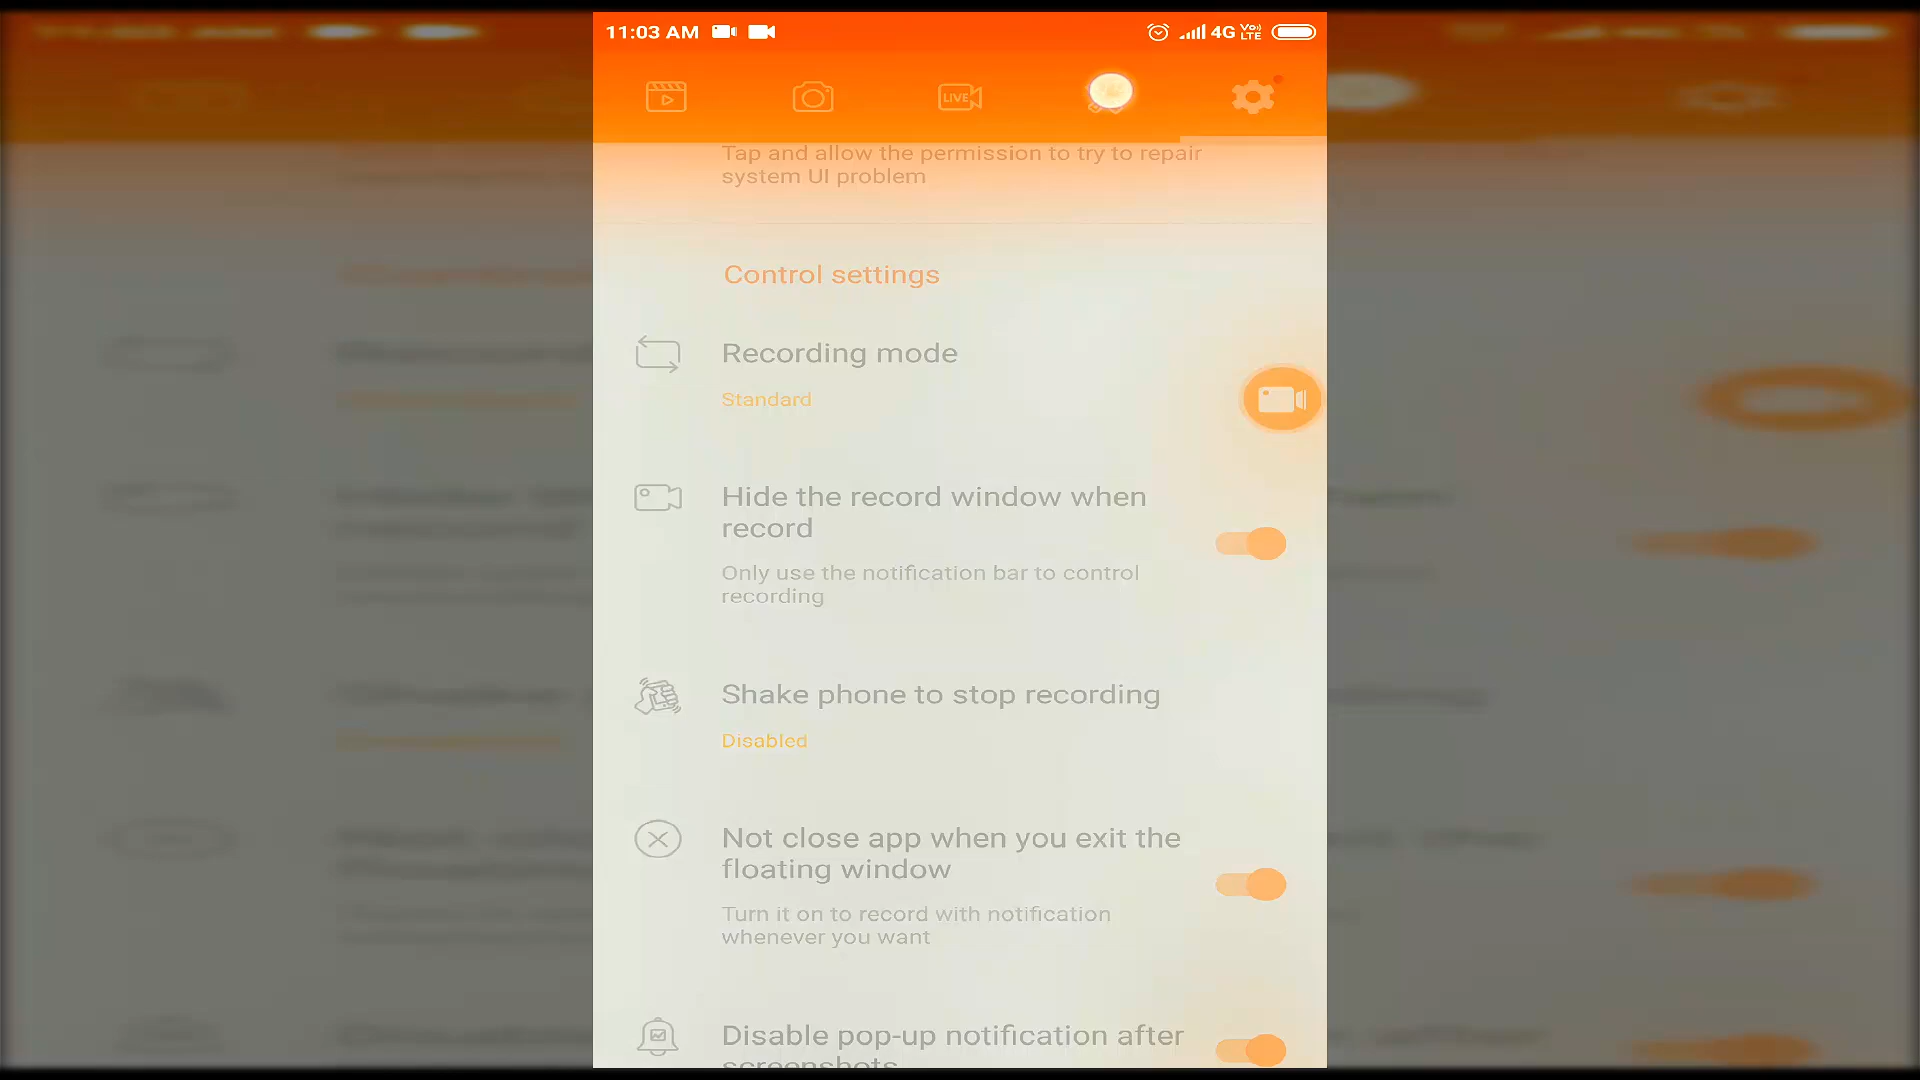 11:03 AM
4G Vo)) LTE
LIVE
Tap and allow the permission to try to repair
system UI problem
Control settings
Recording mode
Standard
Hide the record window when
record
Only use the notification bar to control
recording
Shake phone to stop recording
Disabled
Not close app when you exit the
floating window
Turn it on to record with notification
whenever you want
Disable pop-up notification after
screenshots